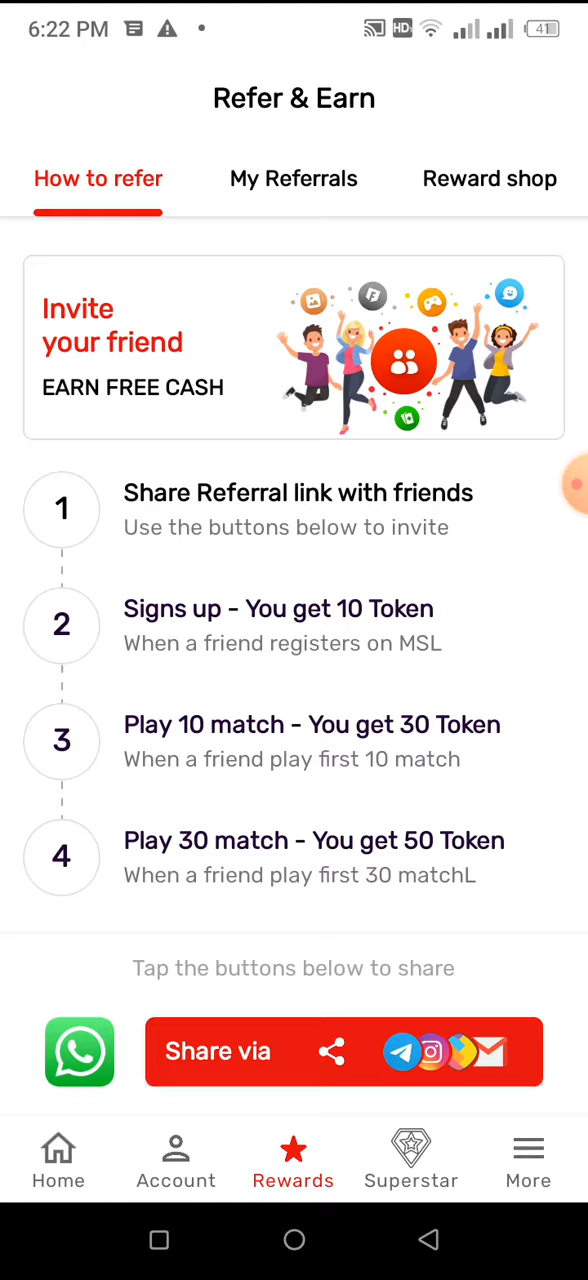 6:22 PM
HD
41
Refer & Earn
How to refer
My Referrals
Reward shop
Invite
your friend
EARN FREE CASH
1
Share Referral link with friends
Use the buttons below to invite
2
Signs up - You get 10 Token
When a friend registers on MSL
3
Play 10 match - You get 30 Token
When a friend play first 10 match
4
Play 30 match - You get 50 Token
When a friend play first 30 matchL
Tap the buttons below to share
Share via
Home
Account
Rewards
Superstar
More